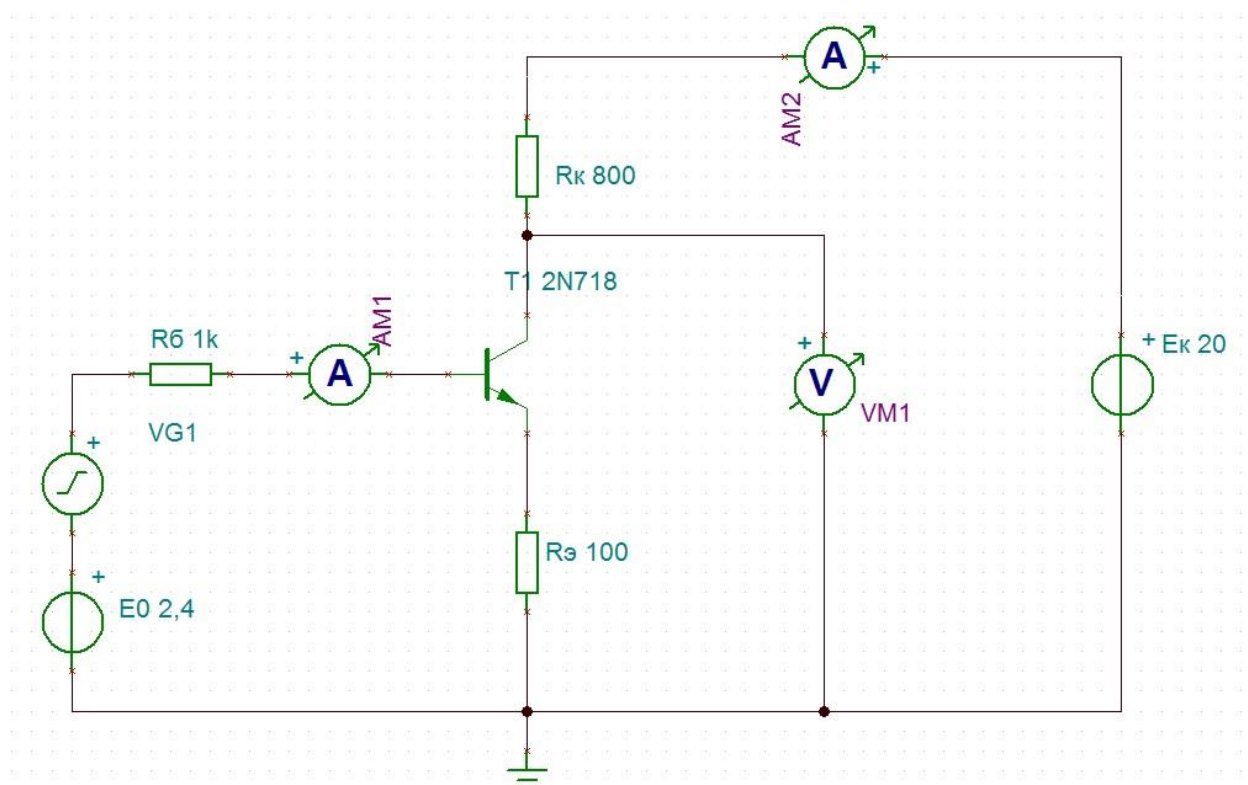 A
+
AM2
Rк 800
T1 2N718
AM1
Rб 1k
+
A
+
V
VM1
+
Eк 20
VG1
+
Rэ 100
+
E0 2,4